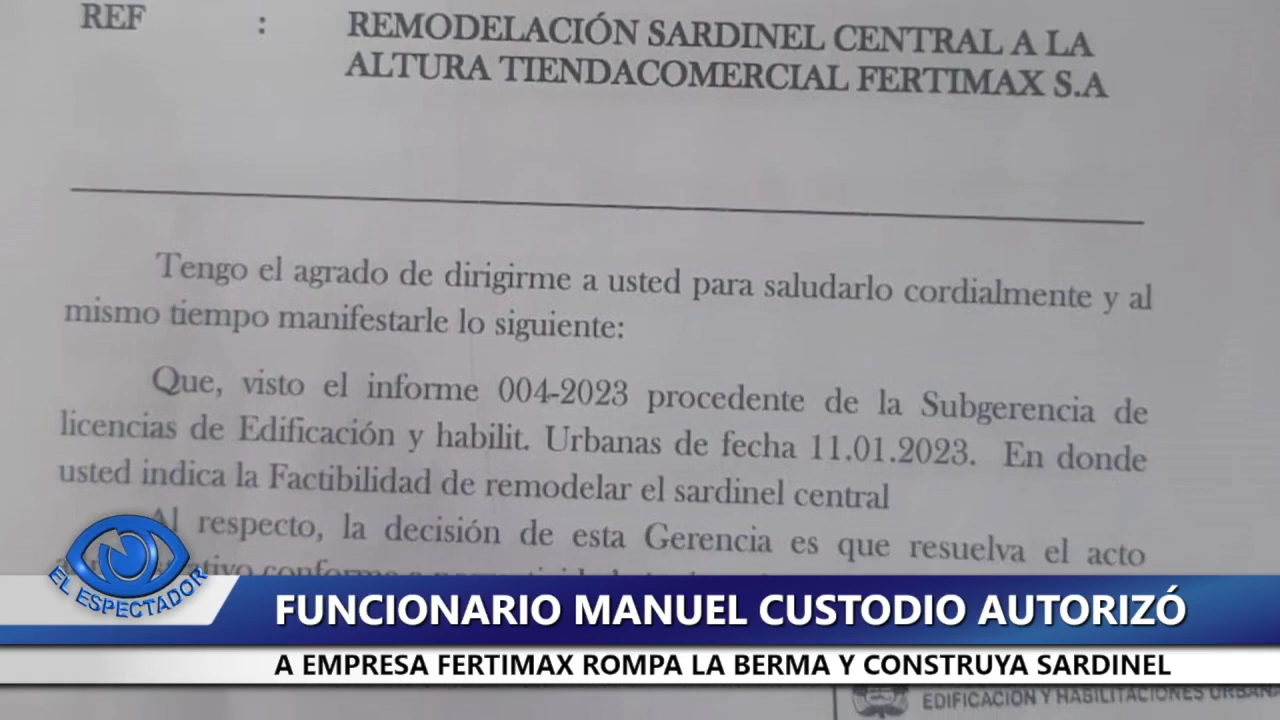 REF : REMODELACIÓN SARDINEL CENTRAL A LA
ALTURA TIENDACOMERCIAL FERTIMAX S.A
Tengo el agrado de dirigirme a usted para saludarlo cordialmente y al
mismo tiempo manifestarle lo siguiente:
Que, visto el informe 004-2023 procedente de la Subgerencia de
licencias de Edificación y habilit. Urbanas de fecha 11.01.2023. En donde
usted indica la Factibilidad de remodelar el sardinel central
Al respecto, la decisión de esta Gerencia es que resuelva el acto
EL ESPECTADOR
FUNCIONARIO MANUEL CUSTODIO AUTORIZÓ
A EMPRESA FERTIMAX ROMPA LA BERMA Y CONSTRUYA SARDINEL
EDIFICACION Y HABILITACIONES